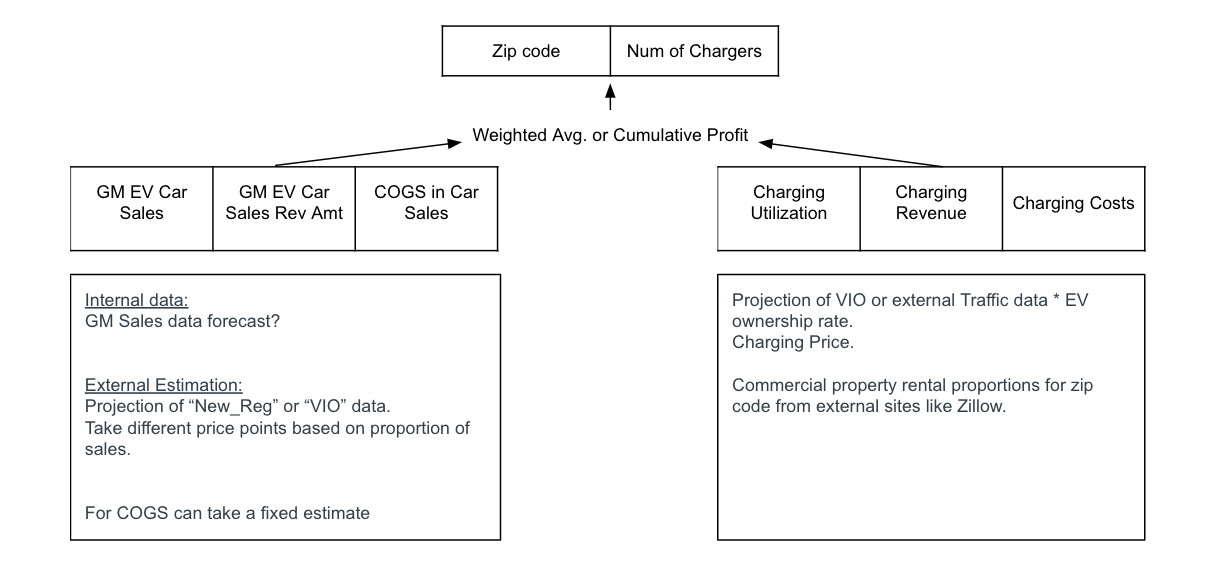 Zip code
Num of Chargers
Weighted Avg. or Cumulative Profit
GM EV Car
Sales
GM EV Car
Sales Rev Amt
COGS in Car
Sales
Charging
Utilization
Charging
Revenue
Charging Costs
Internal data:
GM Sales data forecast?
External Estimation:
Projection of “New_Reg” or “VIO” data.
Take different price points based on proportion of
sales.
For COGS can take a fixed estimate
Projection of VIO or external Traffic data * EV
ownership rate.
Charging Price.
Commercial property rental proportions for zip
code from external sites like Zillow.